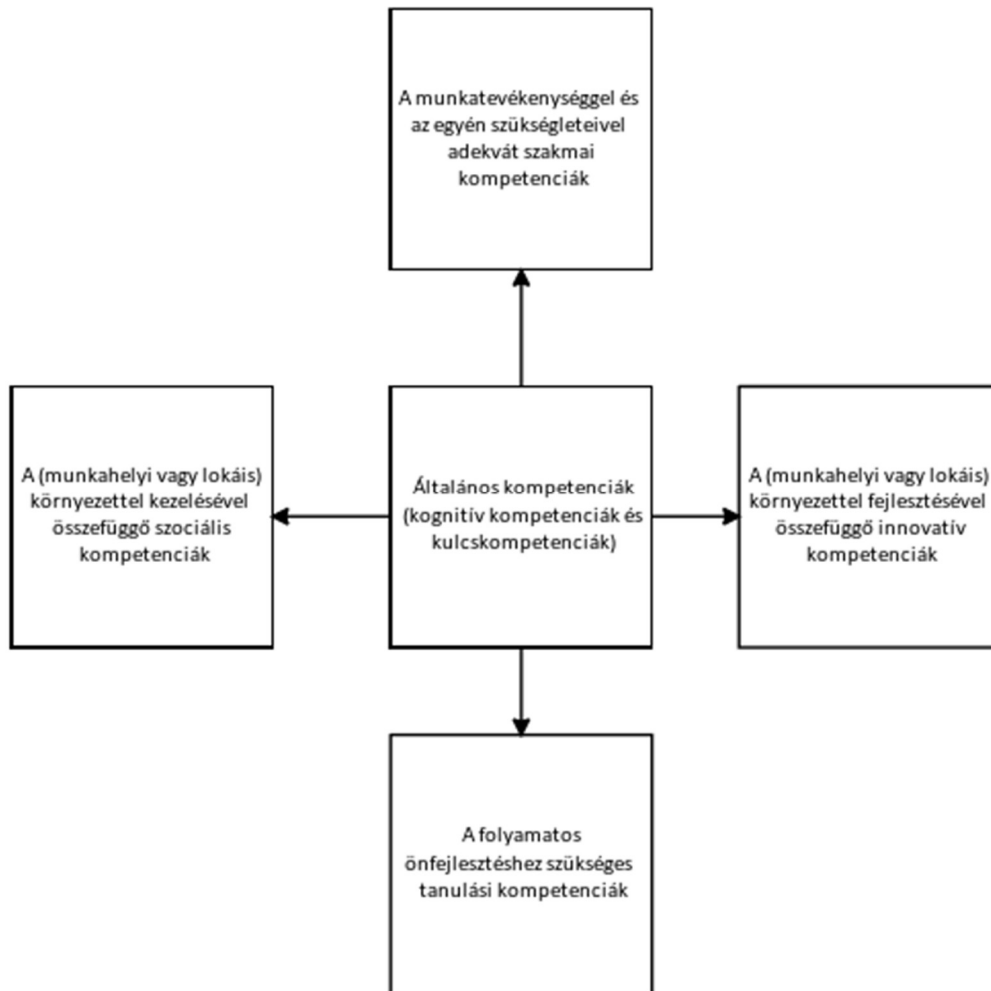 A munkatevékenységgel és
az egyén szükségleteivel
adekvát szakmai
kompetenciák
A (munkahelyi vagy lokáis)
környezettel kezelésével
összefüggő szociális
kompetenciák
Általános kompetenciák
(kognitív kompetenciák és
kulcskompetenciák)
A (munkahelyi vagy lokáis)
környezettel fejlesztésével
összefüggő innovatív
kompetenciák
A folyamatos
önfejlesztéshez szükséges
tanulási kompetenciák